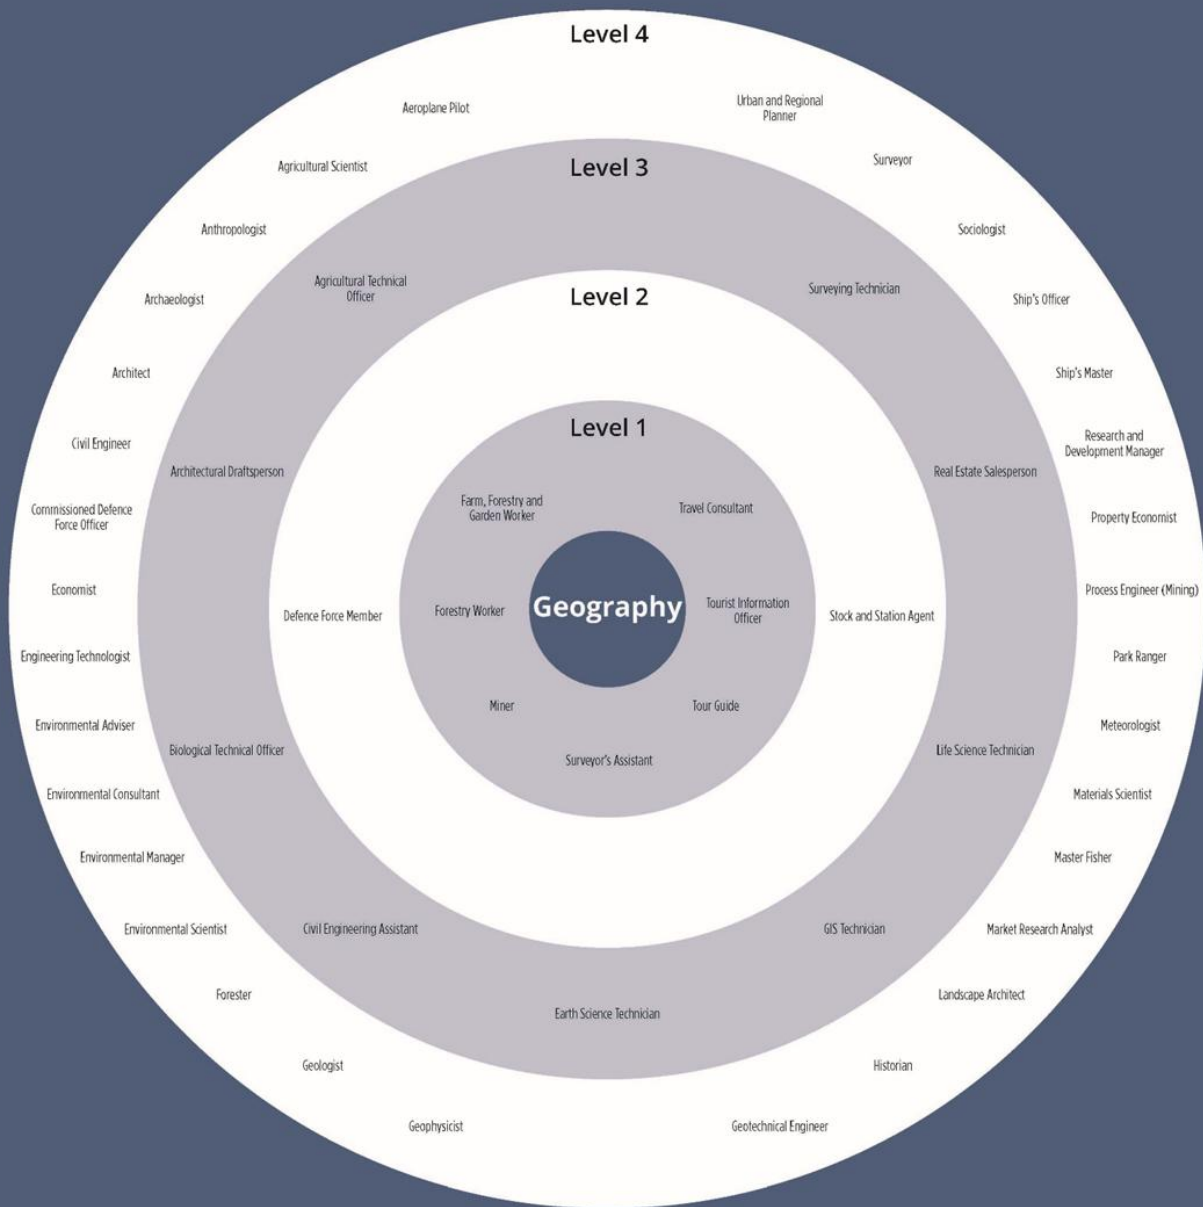 Level 4
Aeroplane Pilot
Urban and Regional
Planner
Agricultural Scientist
Surveyor
Anthropologist
Sociologist
Archaeologist
Ship's Officer
Architect
Ship's Master
Civil Engineer
Research and
Development Manager
Commissioned Defence
Force Officer
Property Economist
Economist
Process Engineer (Mining)
Engineering Technologist
Park Ranger
Environmental Adviser
Meteorologist
Environmental Consultant
Materials Scientist
Environmental Manager
Master Fisher
Environmental Scientist
Market Research Analyst
Forester
Landscape Architect
Geologist
Historian
Geophysicist
Geotechnical Engineer
Level 3
Agricultural Technical
Officer
Surveying Technician
Architectural Draftsperson
Real Estate Salesperson
Biological Technical Officer
Life Science Technician
Civil Engineering Assistant
GIS Technician
Earth Science Technician
Level 2
Defence Force Member
Stock and Station Agent
Level 1
Farm, Forestry and
Garden Worker
Travel Consultant
Forestry Worker
Tourist Information
Officer
Miner
Tour Guide
Surveyor's Assistant
Geography